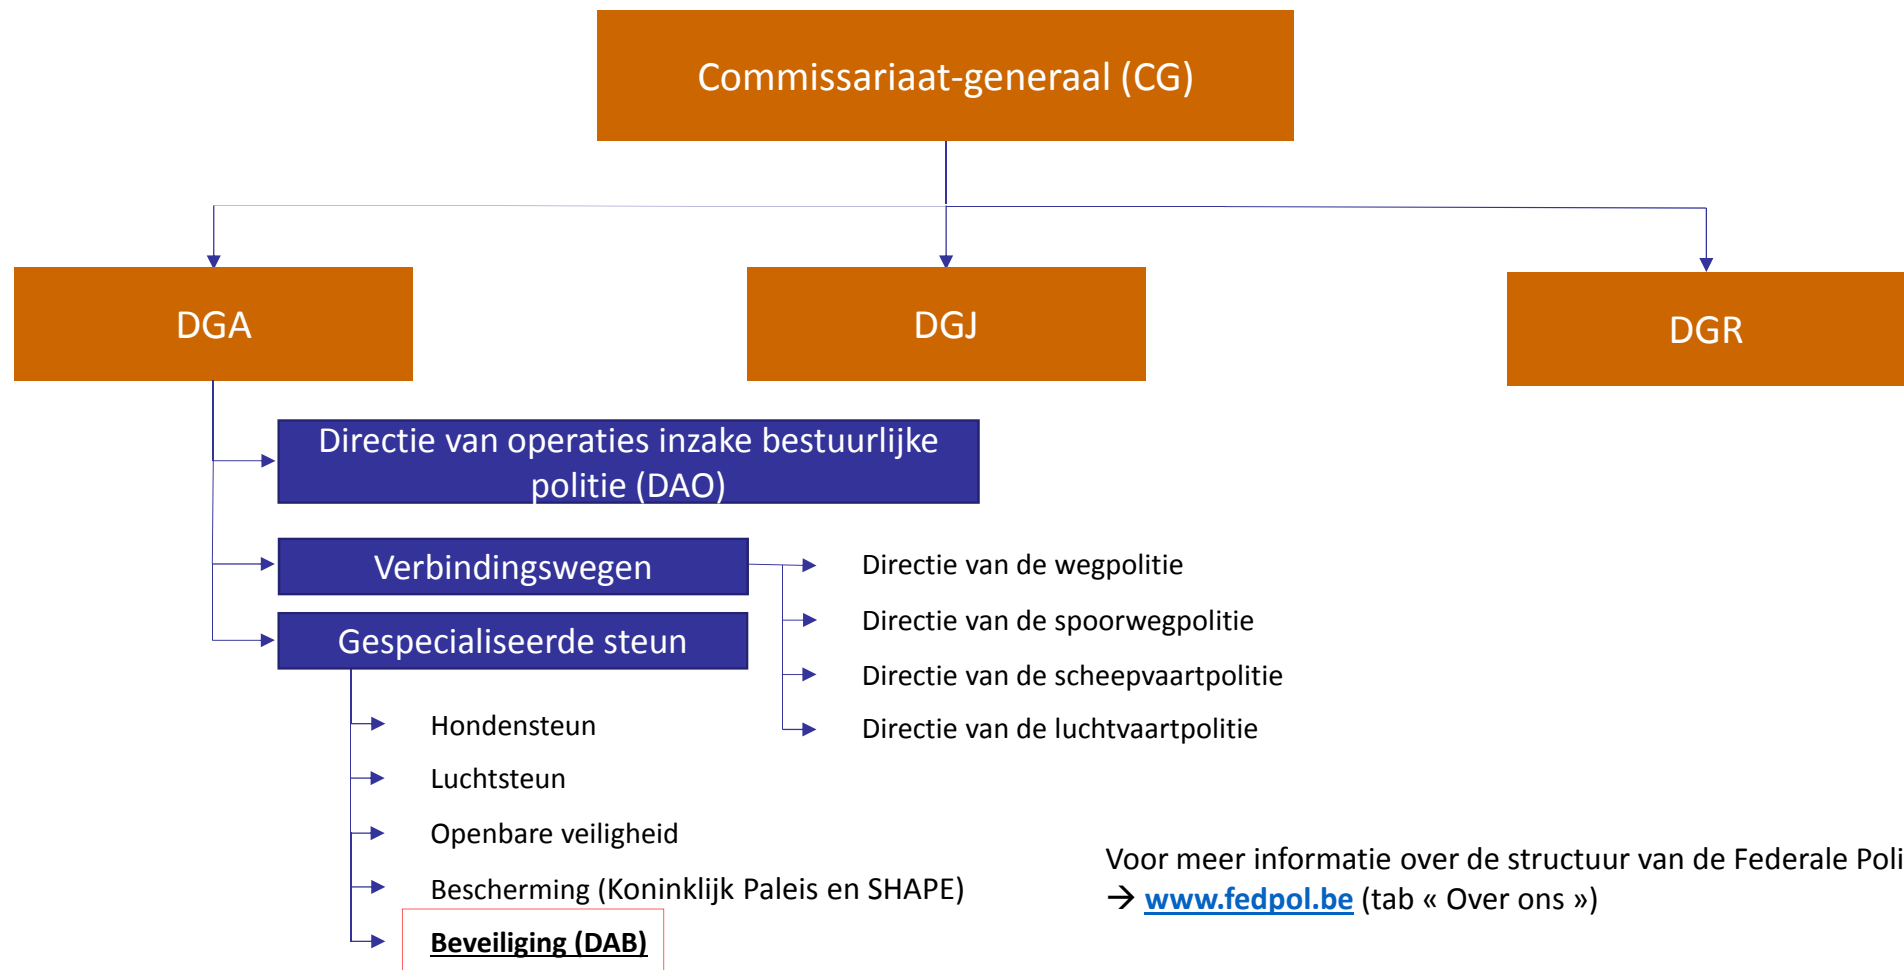 Commissariaat-generaal (CG)
DGA
DGJ
DGR
Directie van operaties inzake bestuurlijke
politie (DAO)
Verbindingswegen
Gespecialiseerde steun
Directie van de wegpolitie
Directie van de spoorwegpolitie
Directie van de scheepvaartpolitie
Directie van de luchtvaartpolitie
Hondensteun
Luchtsteun
Openbare veiligheid
Bescherming (Koninklijk Paleis en SHAPE)
Beveiliging (DAB)
Voor meer informatie over de structuur van de Federale Poli
→ www.fedpol.be (tab « Over ons »)